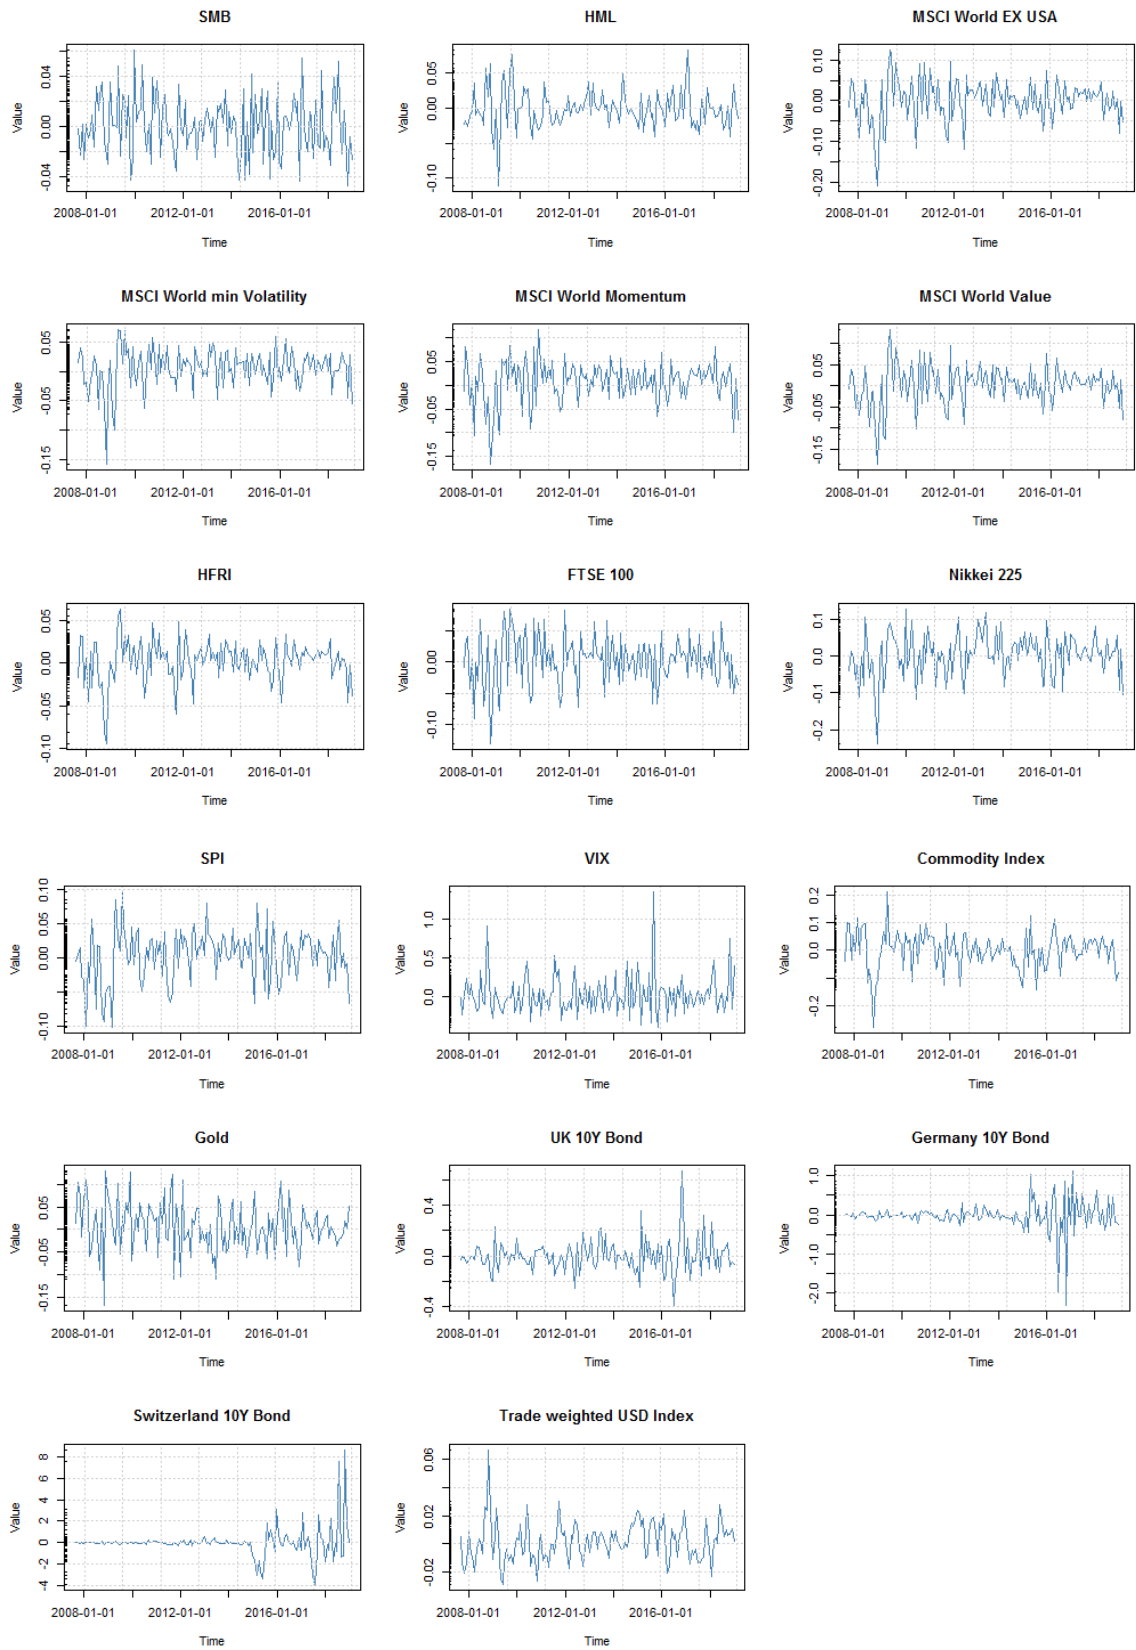 SMB
HML
MSCI World EX USA
Value
0.04
0.00
-0.04
2008-01-01 2012-01-01 2016-01-01
Time
Value
0.05
0.00
-0.10
2008-01-01 2012-01-01 2016-01-01
Time
Value
0.10
0.00
-0.10
-0.20
2008-01-01 2012-01-01 2016-01-01
Time
MSCI World min Volatility
MSCI World Momentum
MSCI World Value
Value
0.05
-0.05
-0.15
2008-01-01 2012-01-01 2016-01-01
Time
Value
0.05
-0.05
-0.15
2008-01-01 2012-01-01 2016-01-01
Time
Value
0.05
-0.05
-0.15
2008-01-01 2012-01-01 2016-01-01
Time
HFRI
FTSE 100
Nikkei 225
Value
0.05
0.00
-0.05
-0.10
2008-01-01 2012-01-01 2016-01-01
Time
Value
0.00
-0.10
2008-01-01 2012-01-01 2016-01-01
Time
Value
0.1
0.0
-0.1
-0.2
2008-01-01 2012-01-01 2016-01-01
Time
SPI
VIX
Commodity Index
Value
0.10
0.05
0.00
-0.10
2008-01-01 2012-01-01 2016-01-01
Time
Value
1.0
0.5
0.0
2008-01-01 2012-01-01 2016-01-01
Time
Value
0.2
0.1
0.0
-0.2
2008-01-01 2012-01-01 2016-01-01
Time
Gold
UK 10Y Bond
Germany 10Y Bond
Value
0.05
-0.05
-0.15
2008-01-01 2012-01-01 2016-01-01
Time
Value
0.4
0.0
-0.4
2008-01-01 2012-01-01 2016-01-01
Time
Value
1.0
0.0
-1.0
-2.0
2008-01-01 2012-01-01 2016-01-01
Time
Switzerland 10Y Bond
Trade weighted USD Index
Value
8
6
4
2
0
-2
-4
2008-01-01 2012-01-01 2016-01-01
Time
Value
0.06
0.02
-0.02
2008-01-01 2012-01-01 2016-01-01
Time